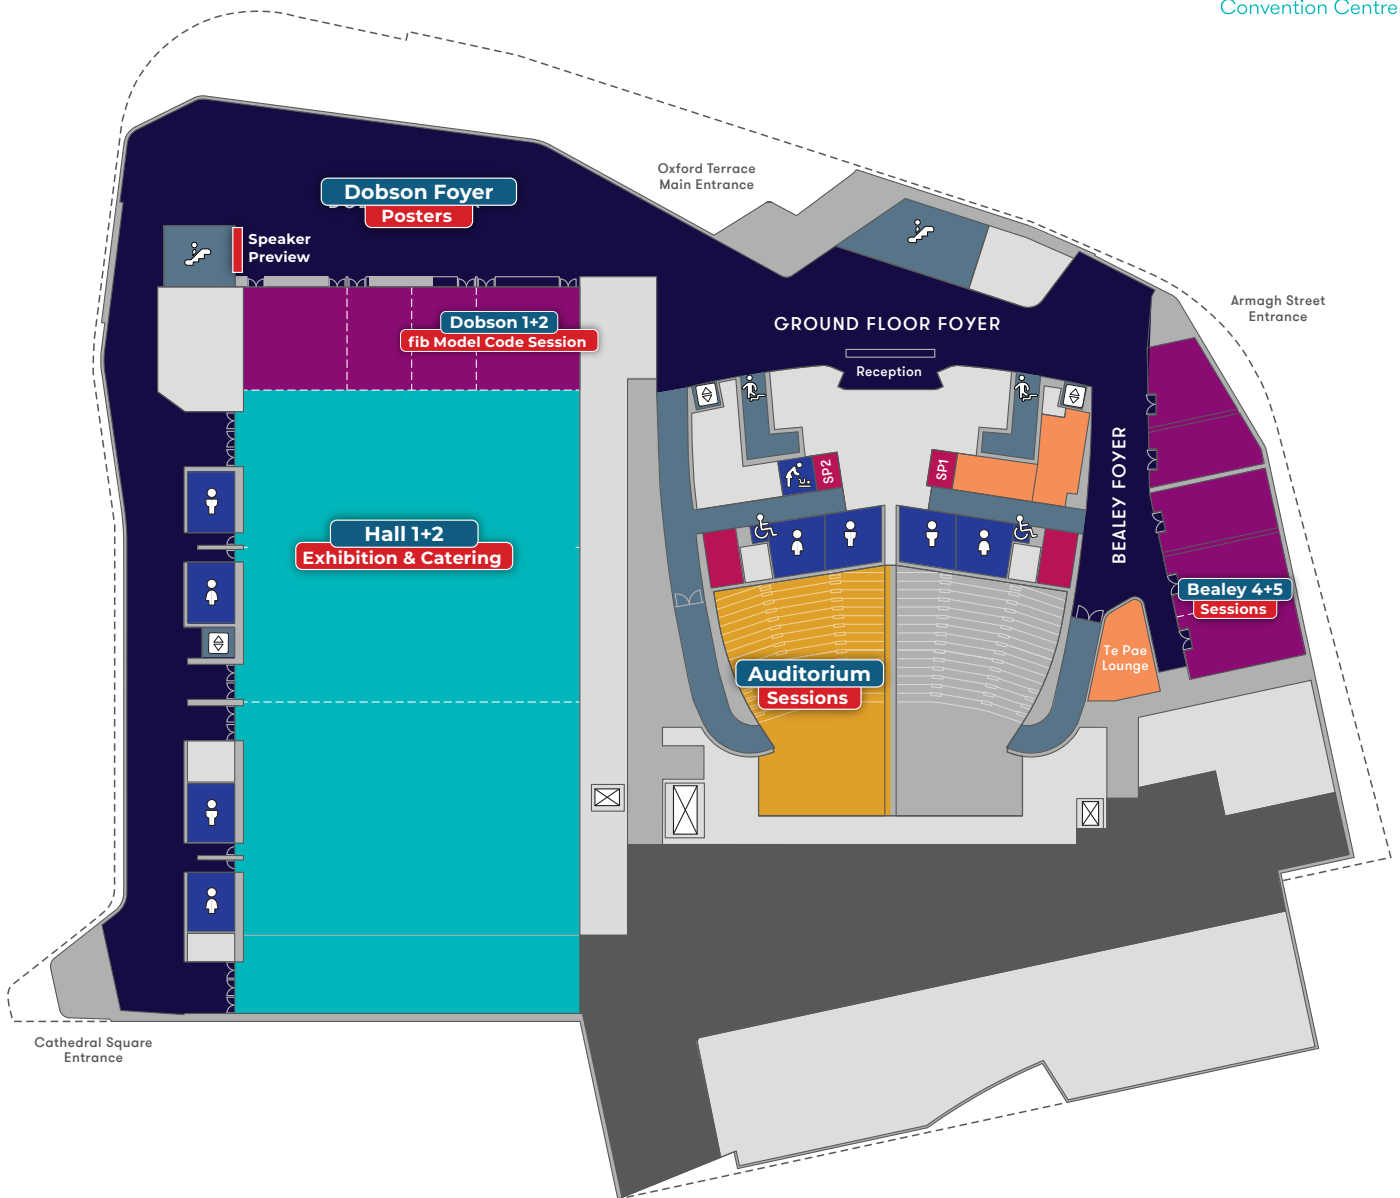 Convention Centre
Oxford Terrace
Main Entrance
Dobson Foyer
Posters
Speaker
Preview
GROUND FLOOR FOYER
Reception
Armagh Street
Entrance
Dobson 1+2
fib Model Code Session
BEALEY FOYER
SP2
SP1
Hall 1+2
Exhibition & Catering
Bealey 4+5
Sessions
Te Pae
Lounge
Auditorium
Sessions
Cathedral Square
Entrance